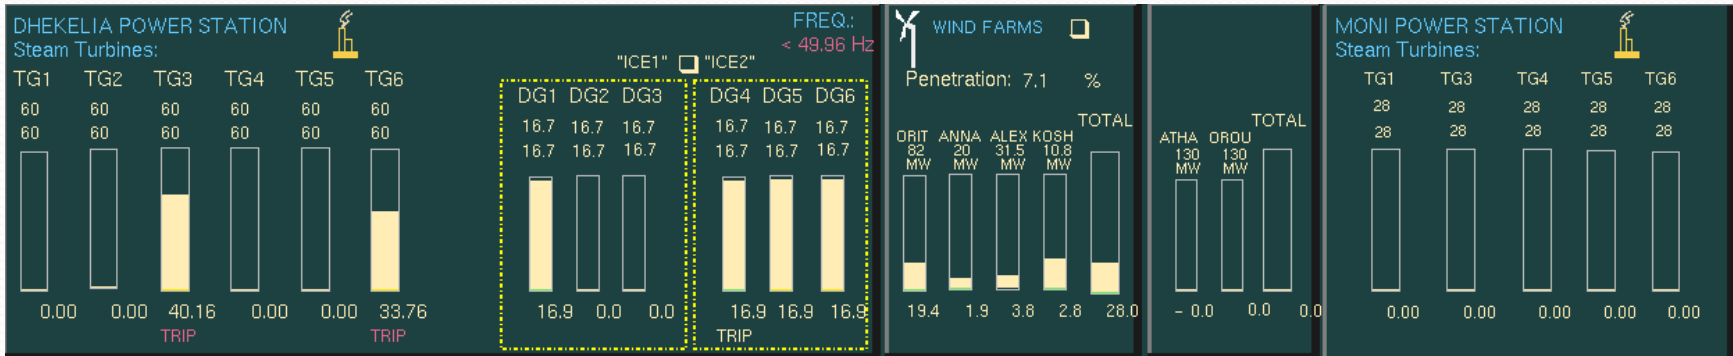 DHEKELIA POWER STATION
Steam Turbines:
TG1 TG2 TG3 TG4 TG5 TG6
60 60 60 60 60 60
60 60 60 60 60 60
0.00 0.00 40.16 0.00 0.00 33.76
TRIP TRIP
FREQ.:
< 49.96 Hz
"ICE1" "ICE2"
DG1 DG2 DG3 DG4 DG5 DG6
16.7 16.7 16.7 16.7 16.7 16.7
16.7 16.7 16.7 16.7 16.7 16.7
16.9 0.0 0.0 16.9 16.9 16.9
TRIP
WIND FARMS
Penetration: 7.1 %
TOTAL
ORIT ANNA ALEX KOSH
82 20 31.5 10.8
MW MW MW MW
19.4 1.9 3.8 2.8 28.0
TOTAL
ATHA OROU
130 130
MW MW
- 0.0 0.0 0.0
MONI POWER STATION
Steam Turbines:
TG1 TG3 TG4 TG5 TG6
28 28 28 28 28
28 28 28 28 28
0.00 0.00 0.00 0.00 0.00